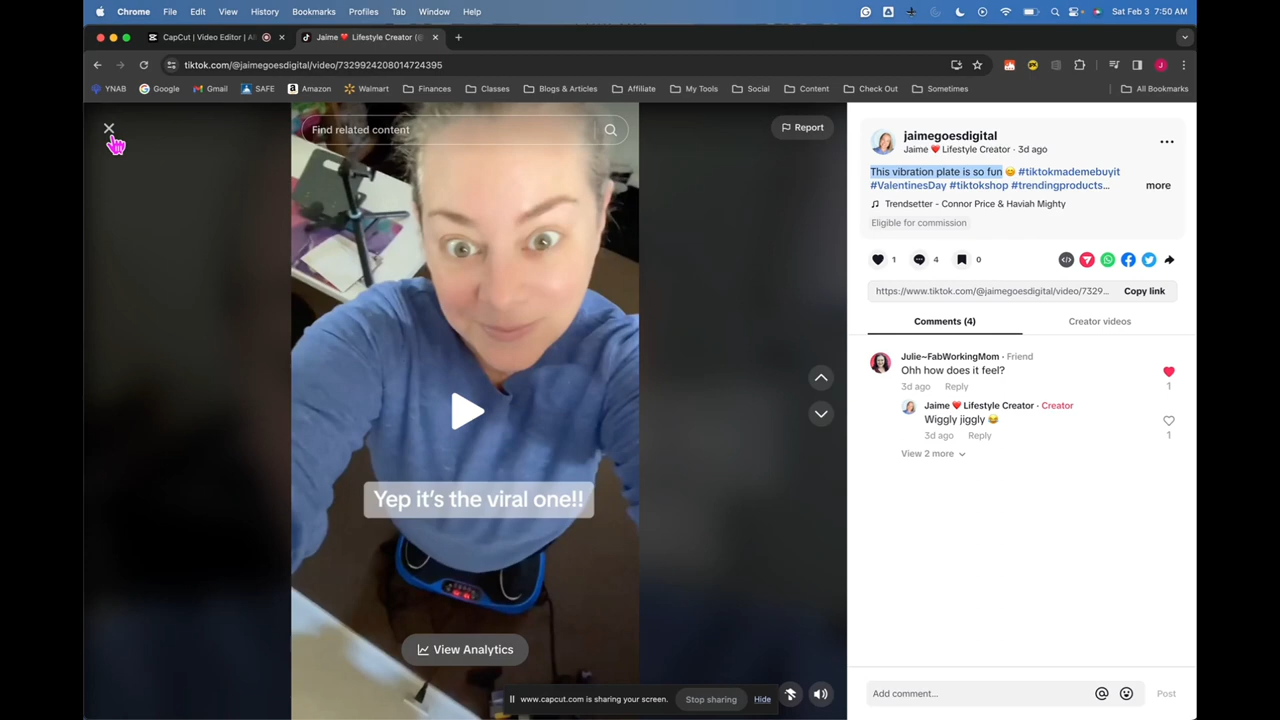 Chrome File Edit View History Bookmarks Profiles Tab Window Help Sat Feb 3 7:50 AM
CapCut | Video Editor | Al Jaime ❤️ Lifestyle Creator (@
tiktok.com/@jaimegoesdigital/video/7329924208014724395
YNAB Google Gmail SAFE Amazon Walmart Finances Classes Blogs & Articles Affiliate My Tools Social Content Check Out Sometimes All Bookmarks
Find related content
Report
jaimegoesdigital
Jaime ❤️ Lifestyle Creator · 3d ago
This vibration plate is so fun 😊 #tiktokmademebuyit
#ValentinesDay #tiktokshop #trendingproducts... more
♫ Trendsetter - Connor Price & Haviah Mighty
Eligible for commission
1 4 0
https://www.tiktok.com/@jaimegoesdigital/video/7329... Copy link
Comments (4) Creator videos
Julie~FabWorkingMom · Friend
Ohh how does it feel?
3d ago Reply 1
Jaime ❤️ Lifestyle Creator · Creator
Wiggly jiggly 😂
3d ago Reply 1
View 2 more
Yep it's the viral one!!
View Analytics
www.capcut.com is sharing your screen. Stop sharing Hide
Add comment... Post